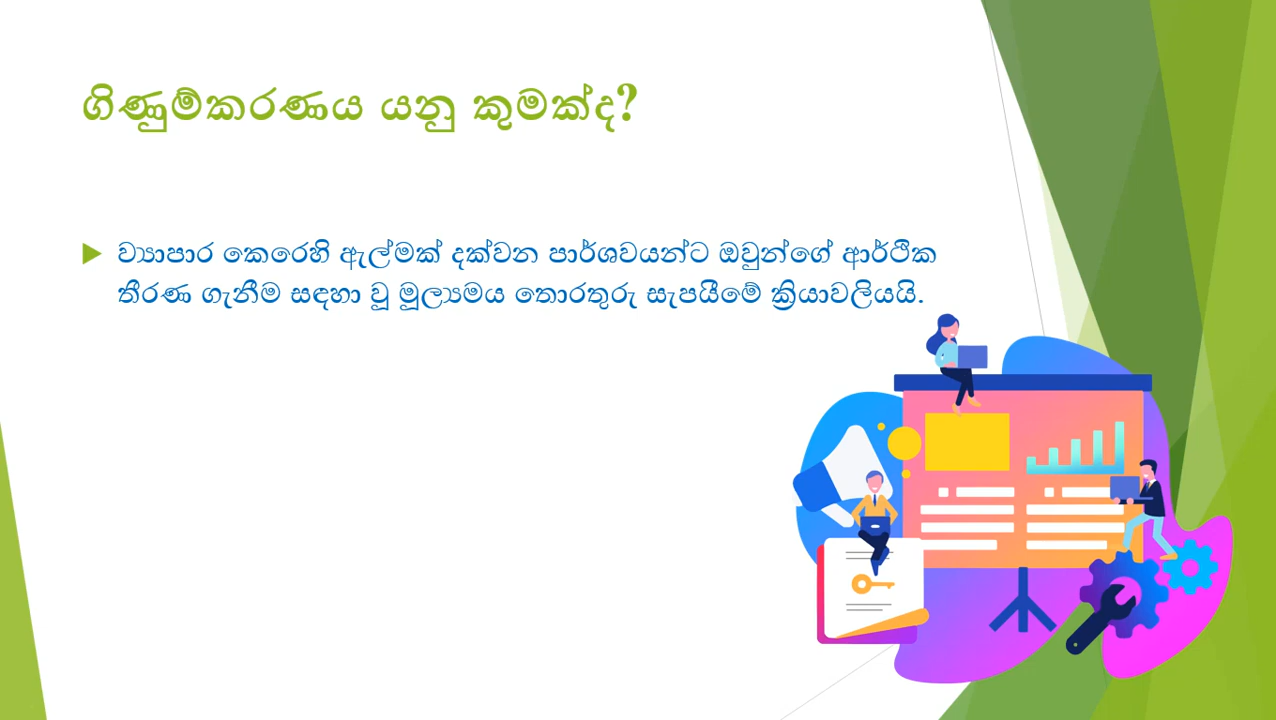 ගිණුම්කරණය යනු කුමක්ද?
ව්‍යාපාර කෙරෙහි ඇල්මක් දක්වන පාර්ශවයන්ට ඔවුන්ගේ ආර්ථික
තීරණ ගැනීම සඳහා වූ මූල්‍යමය තොරතුරු සැපයීමේ ක්‍රියාවලියයි.